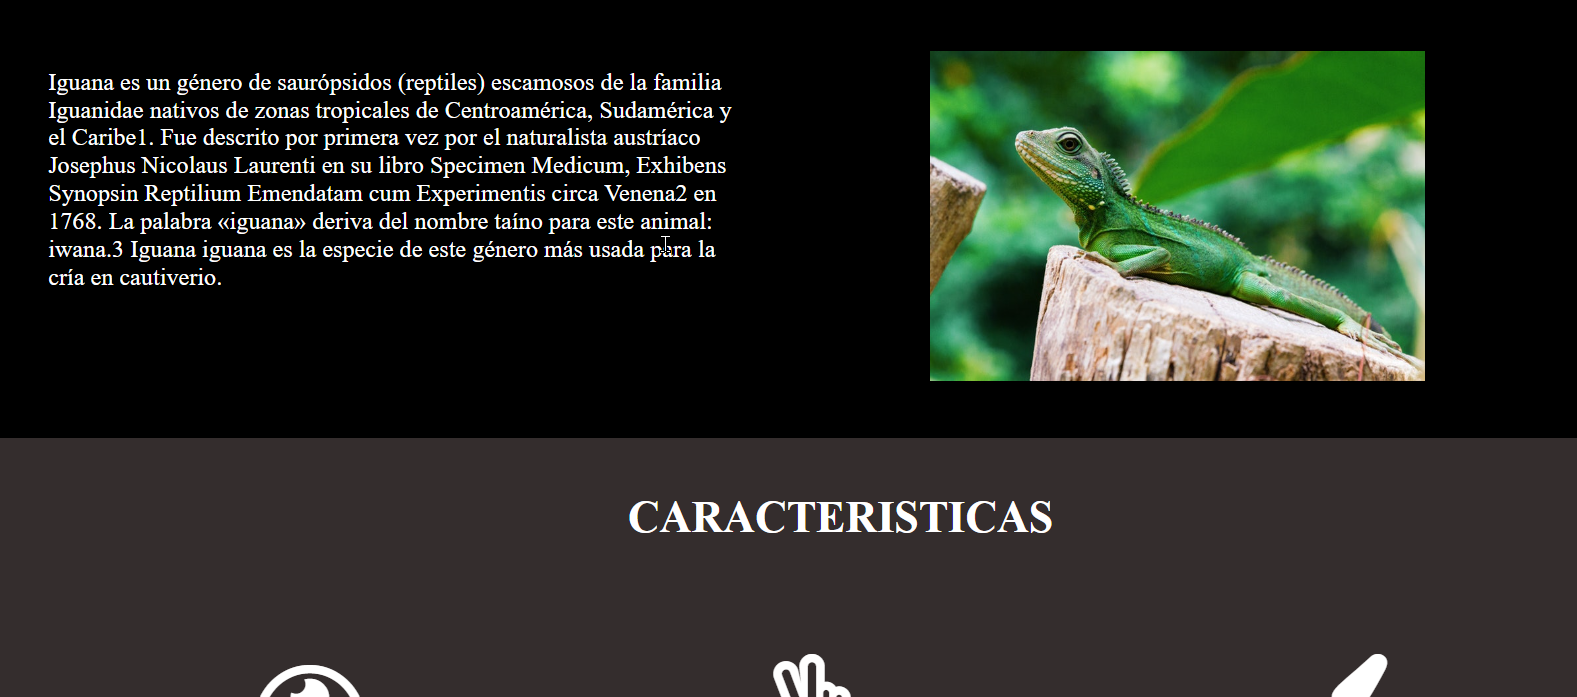 Iguana es un género de saurópsidos (reptiles) escamosos de la familia
Iguanidae nativos de zonas tropicales de Centroamérica, Sudamérica y
el Caribe1. Fue descrito por primera vez por el naturalista austríaco
Josephus Nicolaus Laurenti en su libro Specimen Medicum, Exhibens
Synopsin Reptilium Emendatam cum Experimentis circa Venena2 en
1768. La palabra «iguana» deriva del nombre taíno para este animal:
iwana.3 Iguana iguana es la especie de este género más usada para la
cría en cautiverio.
CARACTERISTICAS